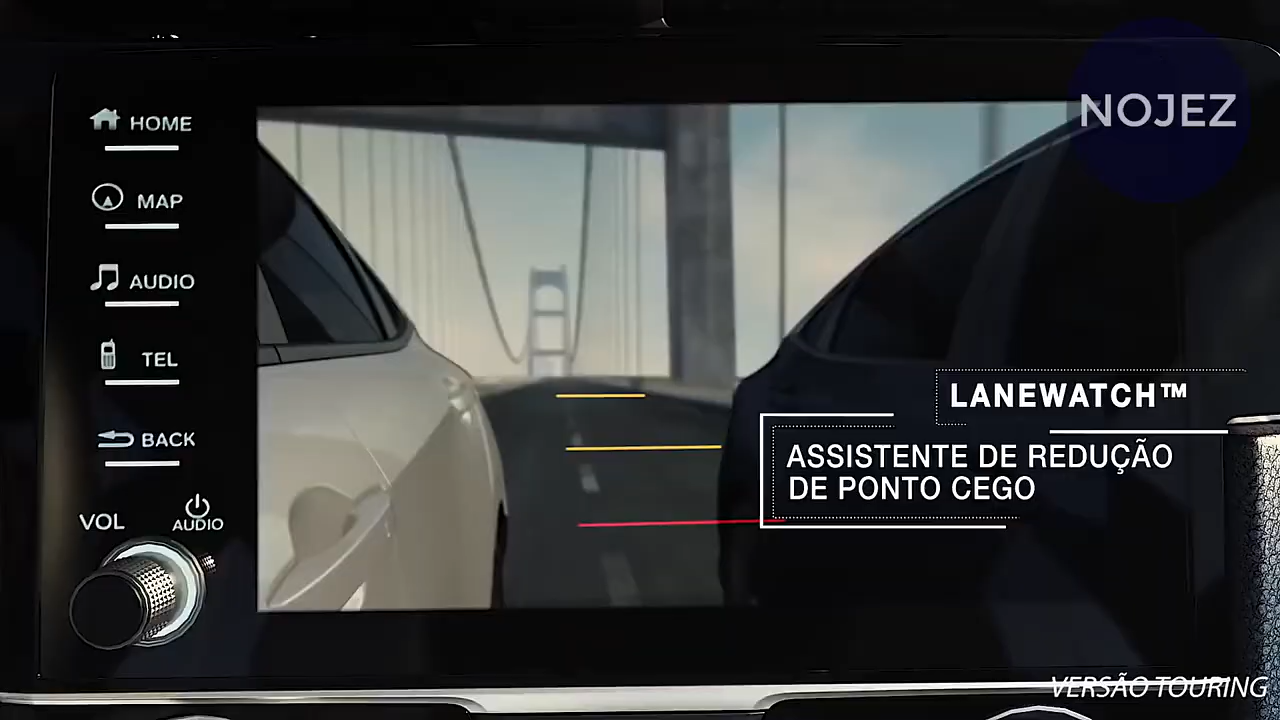 NOJEZ
HOME
MAP
AUDIO
TEL
BACK
VOL
AUDIO
LANEWATCH™
ASSISTENTE DE REDUÇÃO
DE PONTO CEGO
VERSÃO TOURING